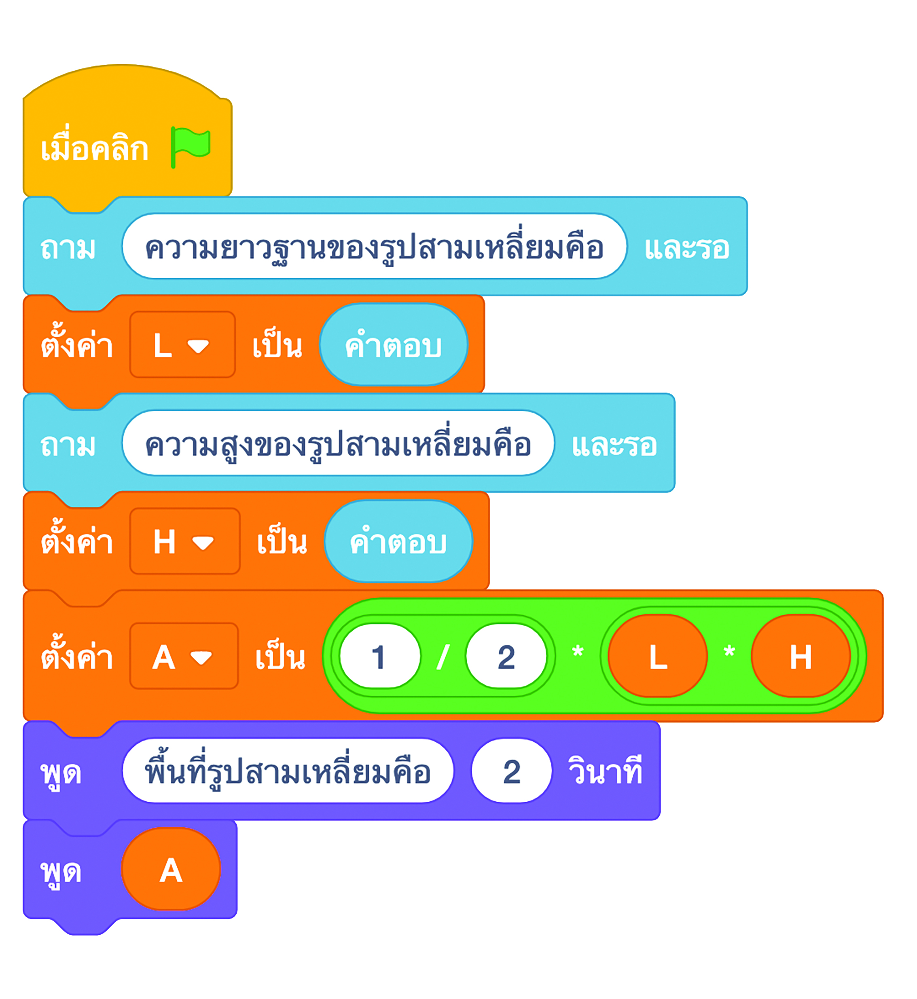 เมื่อคลิก
ถาม ความยาวฐานของรูปสามเหลี่ยมคือ และรอ
ตั้งค่า L เป็น คำตอบ
ถาม ความสูงของรูปสามเหลี่ยมคือ และรอ
ตั้งค่า H เป็น คำตอบ
ตั้งค่า A เป็น 1 / 2 * L * H
พูด พื้นที่รูปสามเหลี่ยมคือ 2 วินาที
พูด A